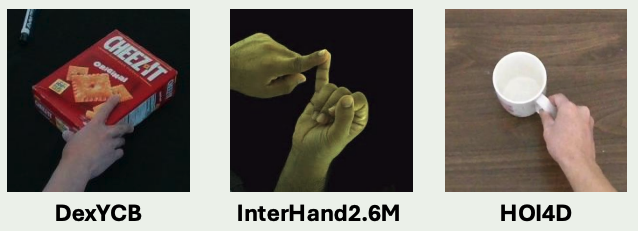 CHEEZ-IT
ORIGINAL
DexYCB
InterHand2.6M
HOI4D